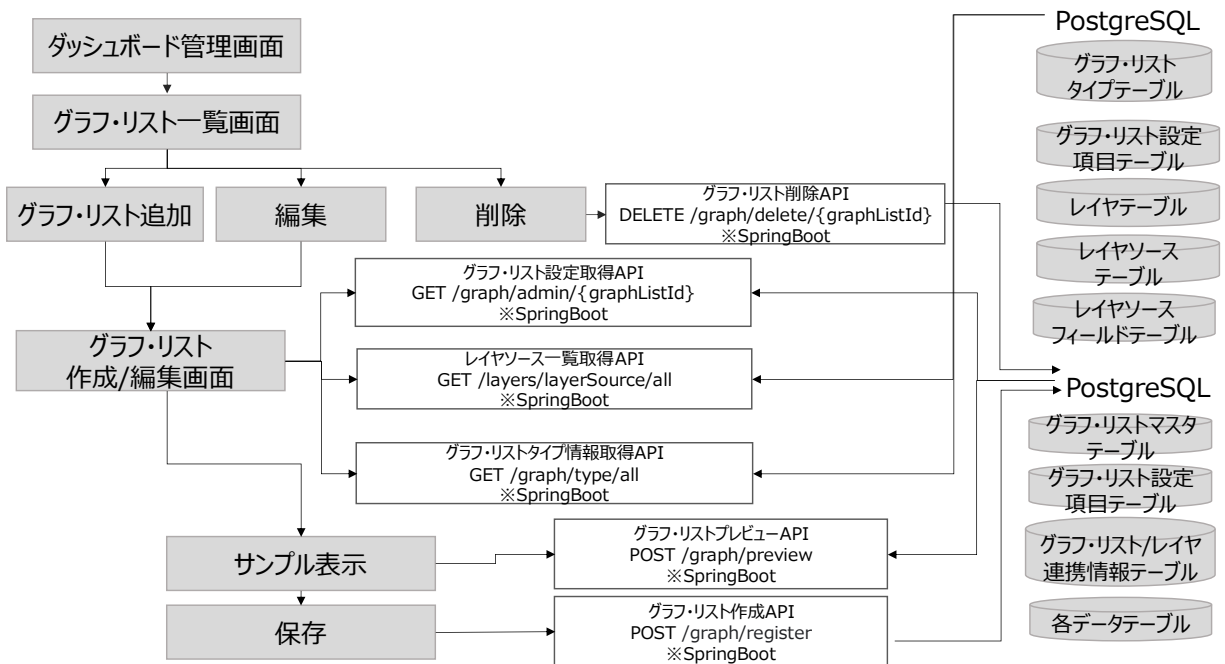 ダッシュボード管理画面
グラフ・リスト一覧画面
グラフ・リスト追加
編集
削除
グラフ・リスト削除API
DELETE /graph/delete/{graphListId}
※SpringBoot
グラフ・リスト
作成/編集画面
グラフ・リスト設定取得API
GET /graph/admin/{graphListId}
※SpringBoot
レイヤソース一覧取得API
GET /layers/layerSource/all
※SpringBoot
グラフ・リストタイプ情報取得API
GET /graph/type/all
※SpringBoot
サンプル表示
グラフ・リストプレビューAPI
POST /graph/preview
※SpringBoot
保存
グラフ・リスト作成API
POST /graph/register
※SpringBoot
PostgreSQL
グラフ・リスト
タイプテーブル
グラフ・リスト設定
項目テーブル
レイヤテーブル
レイヤソース
テーブル
レイヤソース
フィールドテーブル
PostgreSQL
グラフ・リストマスタ
テーブル
グラフ・リスト設定
項目テーブル
グラフ・リスト/レイヤ
連携情報テーブル
各データテーブル